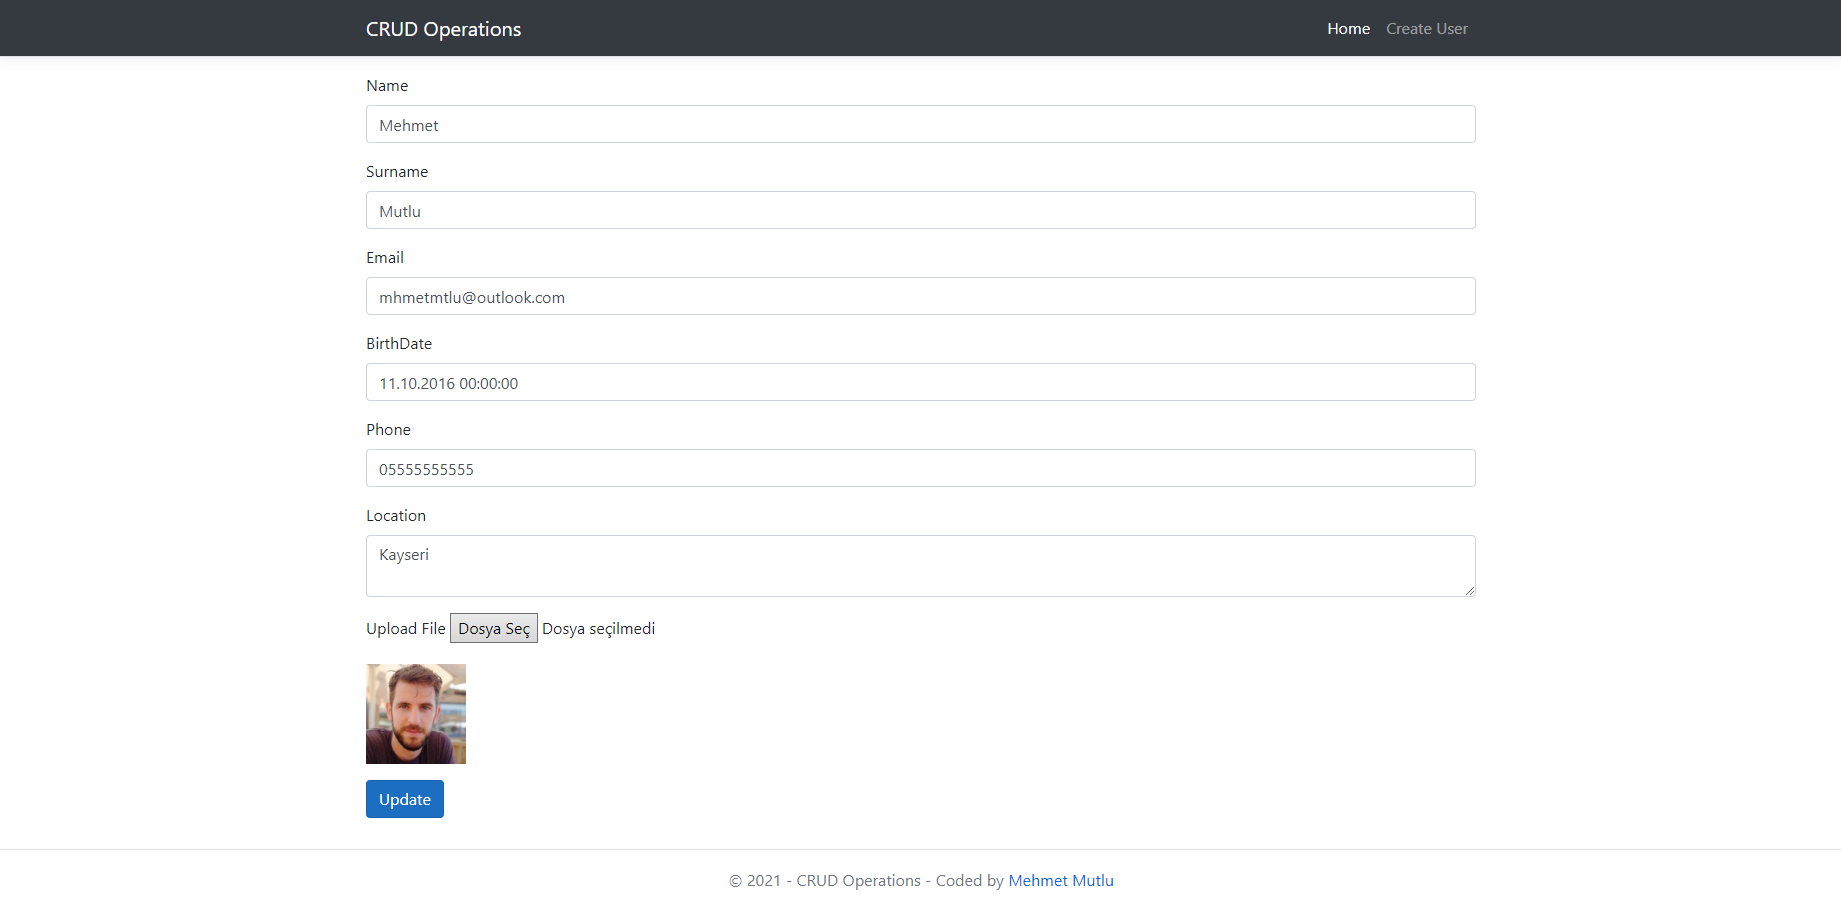 CRUD Operations Home Create User
Name
Mehmet
Surname
Mutlu
Email
mhmetmtlu@outlook.com
BirthDate
11.10.2016 00:00:00
Phone
05555555555
Location
Kayseri
Upload File Dosya Seç Dosya seçilmedi
Update
© 2021 - CRUD Operations - Coded by Mehmet Mutlu